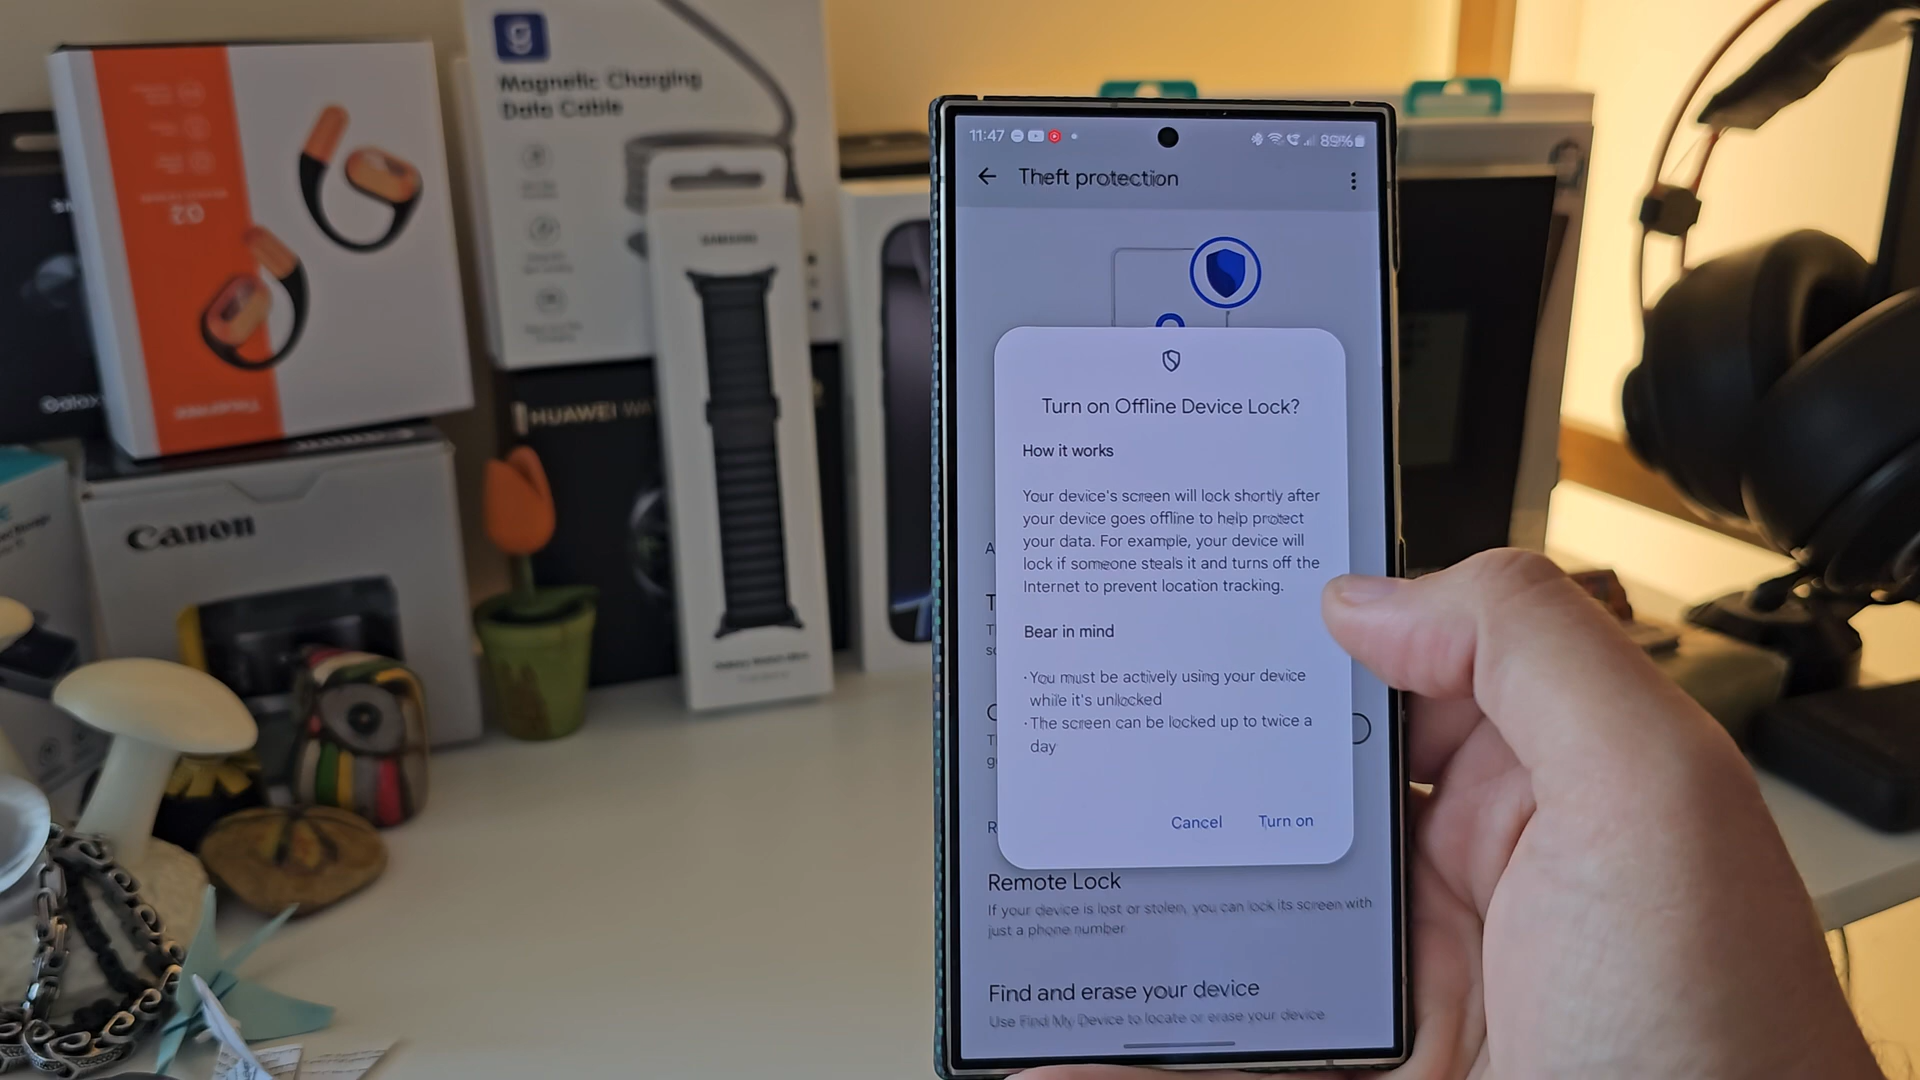 Magnetic Charging
Data Cable
SAMSUNG
HUAWEI WA
Galax
Canon
O2
11:47
89%
Theft protection
Turn on Offline Device Lock?
How it works
Your device's screen will lock shortly after
your device goes offline to help protect
your data. For example, your device will
lock if someone steals it and turns off the
Internet to prevent location tracking.
Bear in mind
· You must be actively using your device
while it's unlocked
· The screen can be locked up to twice a
day
Cancel
Turn on
Remote Lock
If your device is lost or stolen, you can lock its screen with
just a phone number
Find and erase your device
Use Find My Device to locate or erase your device